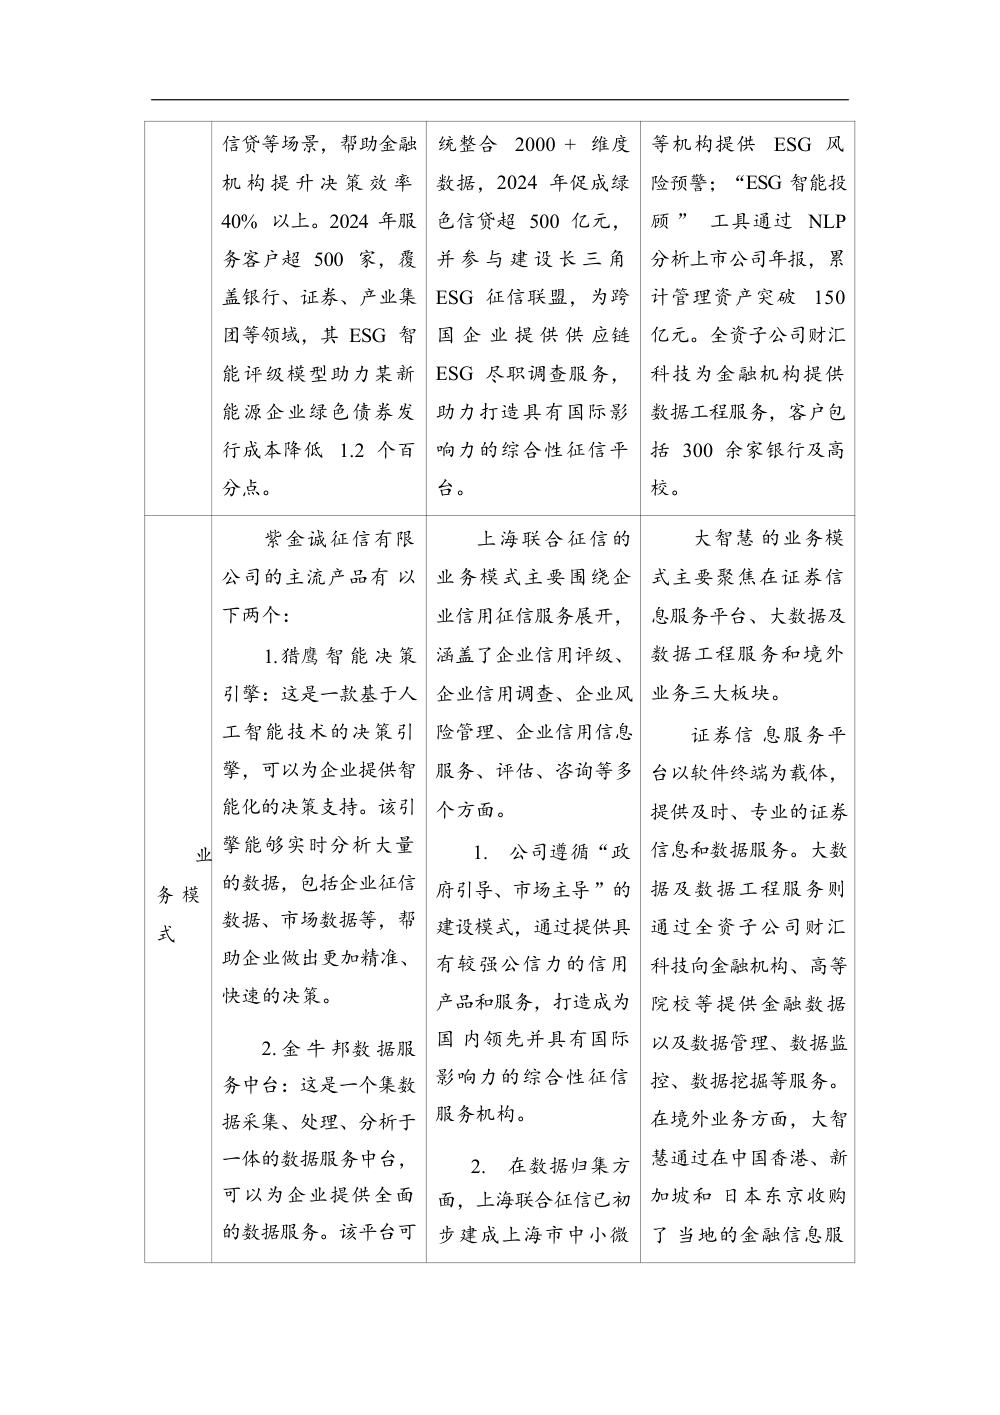 信贷等场景，帮助金融
机构提升决策效率
40% 以上。2024 年服
务客户超 500 家，覆
盖银行、证券、产业集
团等领域，其 ESG 智
能评级模型助力某新
能源企业绿色债券发
行成本降低 1.2 个百
分点。
统整合 2000 + 维度
数据，2024 年促成绿
色信贷超 500 亿元，
并参与建设长三角
ESG 征信联盟，为跨
国企业提供供应链
ESG 尽职调查服务，
助力打造具有国际影
响力的综合性征信平
台。
等机构提供 ESG 风
险预警；“ESG 智能投
顾” 工具通过 NLP
分析上市公司年报，累
计管理资产突破 150
亿元。全资子公司财汇
科技为金融机构提供
数据工程服务，客户包
括 300 余家银行及高
校。
业
务 模
式
紫金诚征信有限
公司的主流产品有 以
下两个：
1.猎鹰智能决策
引擎：这是一款基于人
工智能技术的决策引
擎，可以为企业提供智
能化的决策支持。该引
擎能够实时分析大量
的数据，包括企业征信
数据、市场数据等，帮
助企业做出更加精准、
快速的决策。
2.金牛邦数据服
务中台：这是一个集数
据采集、处理、分析于
一体的数据服务中台，
可以为企业提供全面
的数据服务。该平台可
上海联合征信的
业务模式主要围绕企
业信用征信服务展开，
涵盖了企业信用评级、
企业信用调查、企业风
险管理、企业信用信息
服务、评估、咨询等多
个方面。
1. 公司遵循“政
府引导、市场主导”的
建设模式，通过提供具
有较强公信力的信用
产品和服务，打造成为
国 内领先并具有国际
影响力的综合性征信
服务机构。
2. 在数据归集方
面，上海联合征信已初
步建成上海市中小微
大智慧 的业务模
式主要聚焦在证券信
息服务平台、大数据及
数据工程服务和境外
业务三大板块。
证券信 息服务平
台以软件终端为载体，
提供及时、专业的证券
信息和数据服务。大数
据及数据工程服务则
通过全资子公司财汇
科技向金融机构、高等
院校等提供金融数据
以及数据管理、数据监
控、数据挖掘等服务。
在境外业务方面，大智
慧通过在中国香港、新
加坡和 日本东京收购
了 当地的金融信息服